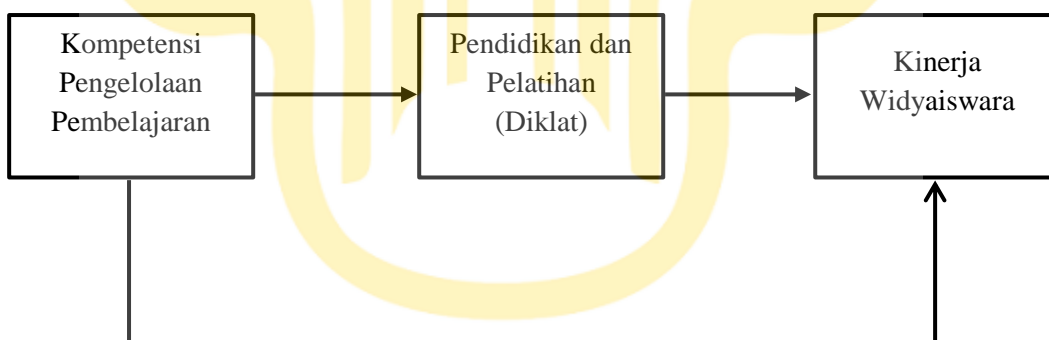 Kompetensi
Pengelolaan
Pembelajaran
Pendidikan dan
Pelatihan
(Diklat)
Kinerja
Widyaiswara